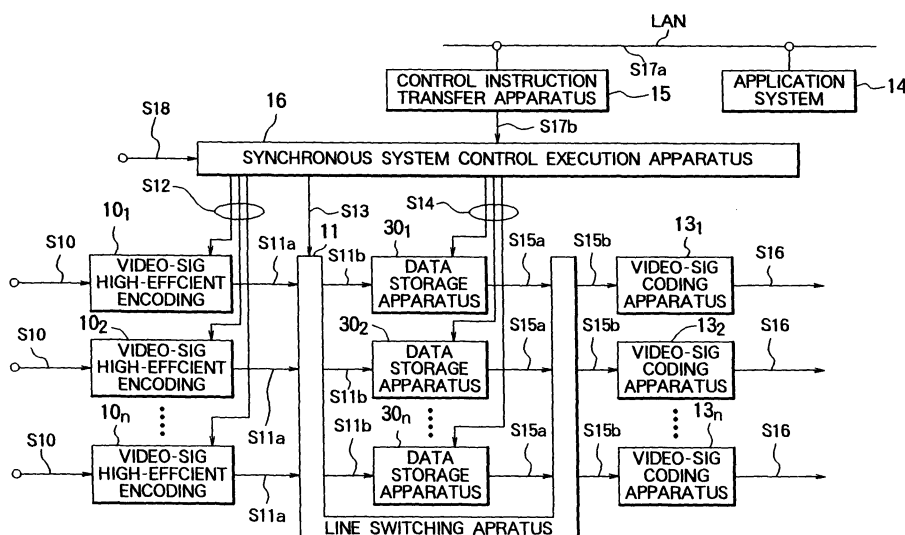 LAN
S17a
CONTROL INSTRUCTION
TRANSFER APPARATUS
15
APPLICATION
SYSTEM
14
S17b
16
S18
SYNCHRONOUS SYSTEM CONTROL EXECUTION APPARATUS
S12
S13
S14
10₁
11
30₁
13₁
S10
VIDEO-SIG
HIGH-EFFCIENT
ENCODING
S11a
S11b
DATA
STORAGE
APPARATUS
S15a
S15b
VIDEO-SIG
CODING
APPARATUS
S16
10₂
30₂
13₂
S10
VIDEO-SIG
HIGH-EFFCIENT
ENCODING
S11a
S11b
DATA
STORAGE
APPARATUS
S15a
S15b
VIDEO-SIG
CODING
APPARATUS
S16
10n
30n
13n
S10
VIDEO-SIG
HIGH-EFFCIENT
ENCODING
S11a
S11b
DATA
STORAGE
APPARATUS
S15a
S15b
VIDEO-SIG
CODING
APPARATUS
S16
LINE SWITCHING APRATUS